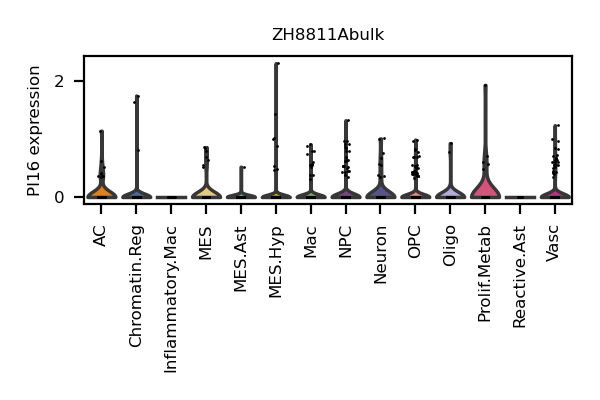 ZH8811Abulk
PI16 expression
2
0
AC
Chromatin.Reg
Inflammatory.Mac
MES
MES.Ast
MES.Hyp
Mac
NPC
Neuron
OPC
Oligo
Prolif.Metab
Reactive.Ast
Vasc